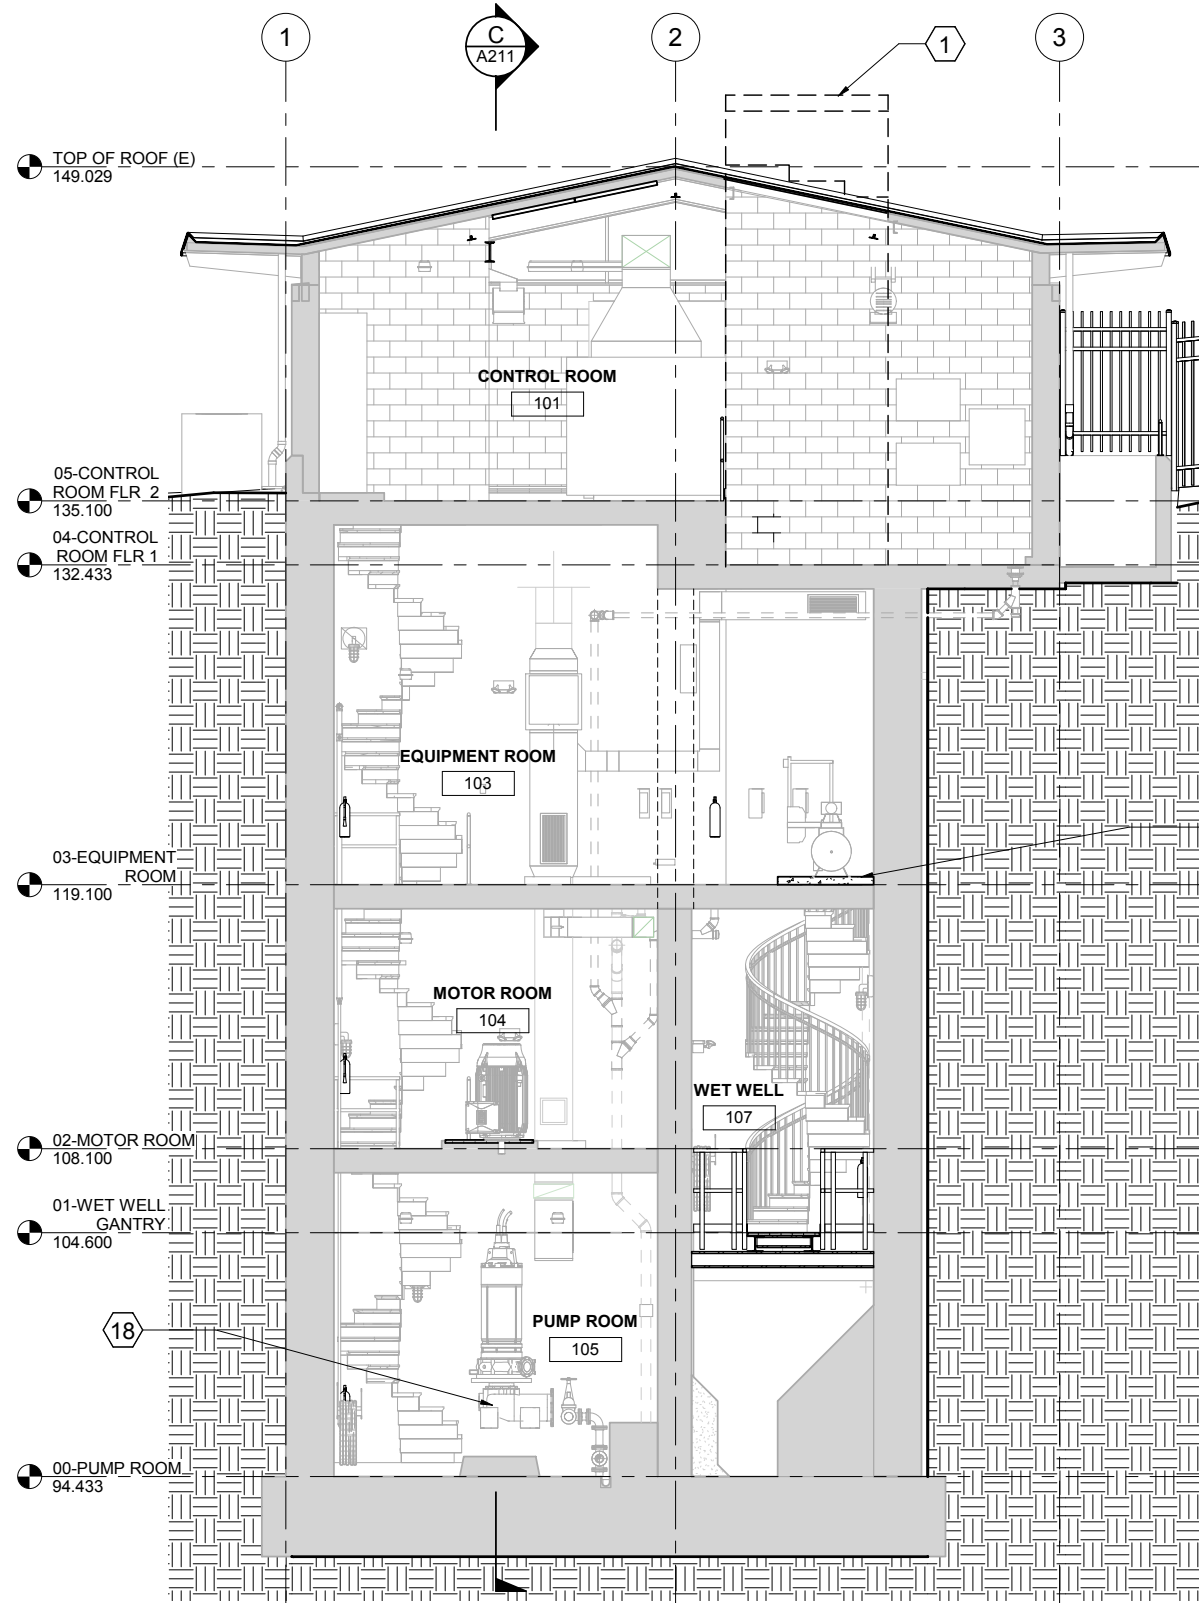 1
C
A211
2
1
3
TOP OF ROOF (E)
149.029
CONTROL ROOM
101
05-CONTROL
ROOM FLR 2
135.100
04-CONTROL
ROOM FLR 1
132.433
EQUIPMENT ROOM
103
03-EQUIPMENT
ROOM
119.100
MOTOR ROOM
104
WET WELL
107
02-MOTOR ROOM
108.100
01-WET WELL
GANTRY
104.600
18
PUMP ROOM
105
00-PUMP ROOM
94.433